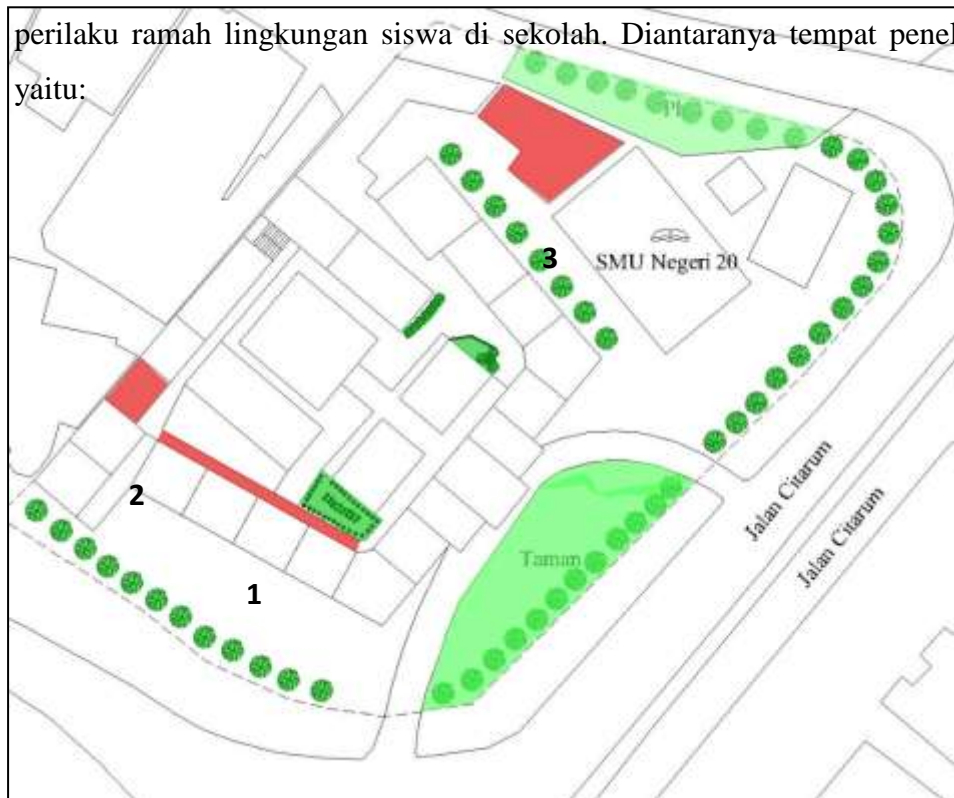 perilaku ramah lingkungan siswa di sekolah. Diantaranya tempat
yaitu:
3
SMU Negeri 20
2
1
Taman
Jalan Citarum
Jalan Citarum